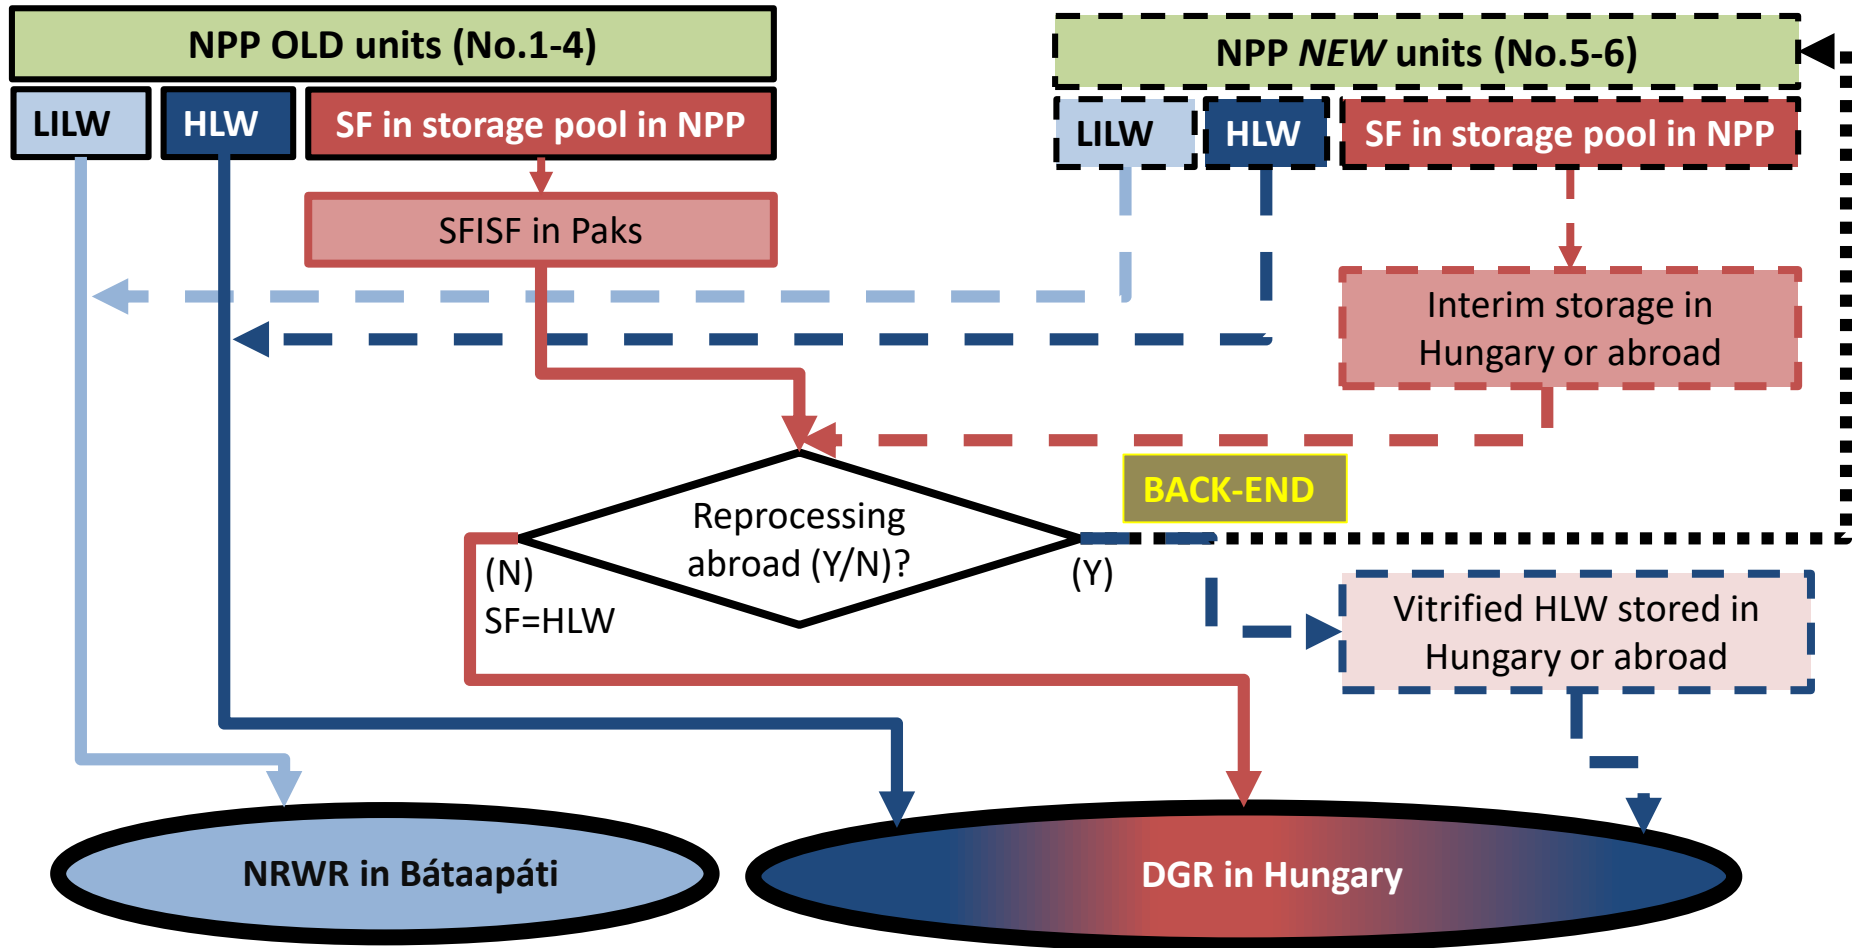 NPP OLD units (No.1-4)
LILW
HLW
SF in storage pool in NPP
SFISF in Paks
NPP NEW units (No.5-6)
LILW
HLW
SF in storage pool in NPP
Interim storage in
Hungary or abroad
BACK-END
Reprocessing
abroad (Y/N)?
(N)
SF=HLW
(Y)
Vitrified HLW stored in
Hungary or abroad
NRWR in Bátaapáti
DGR in Hungary